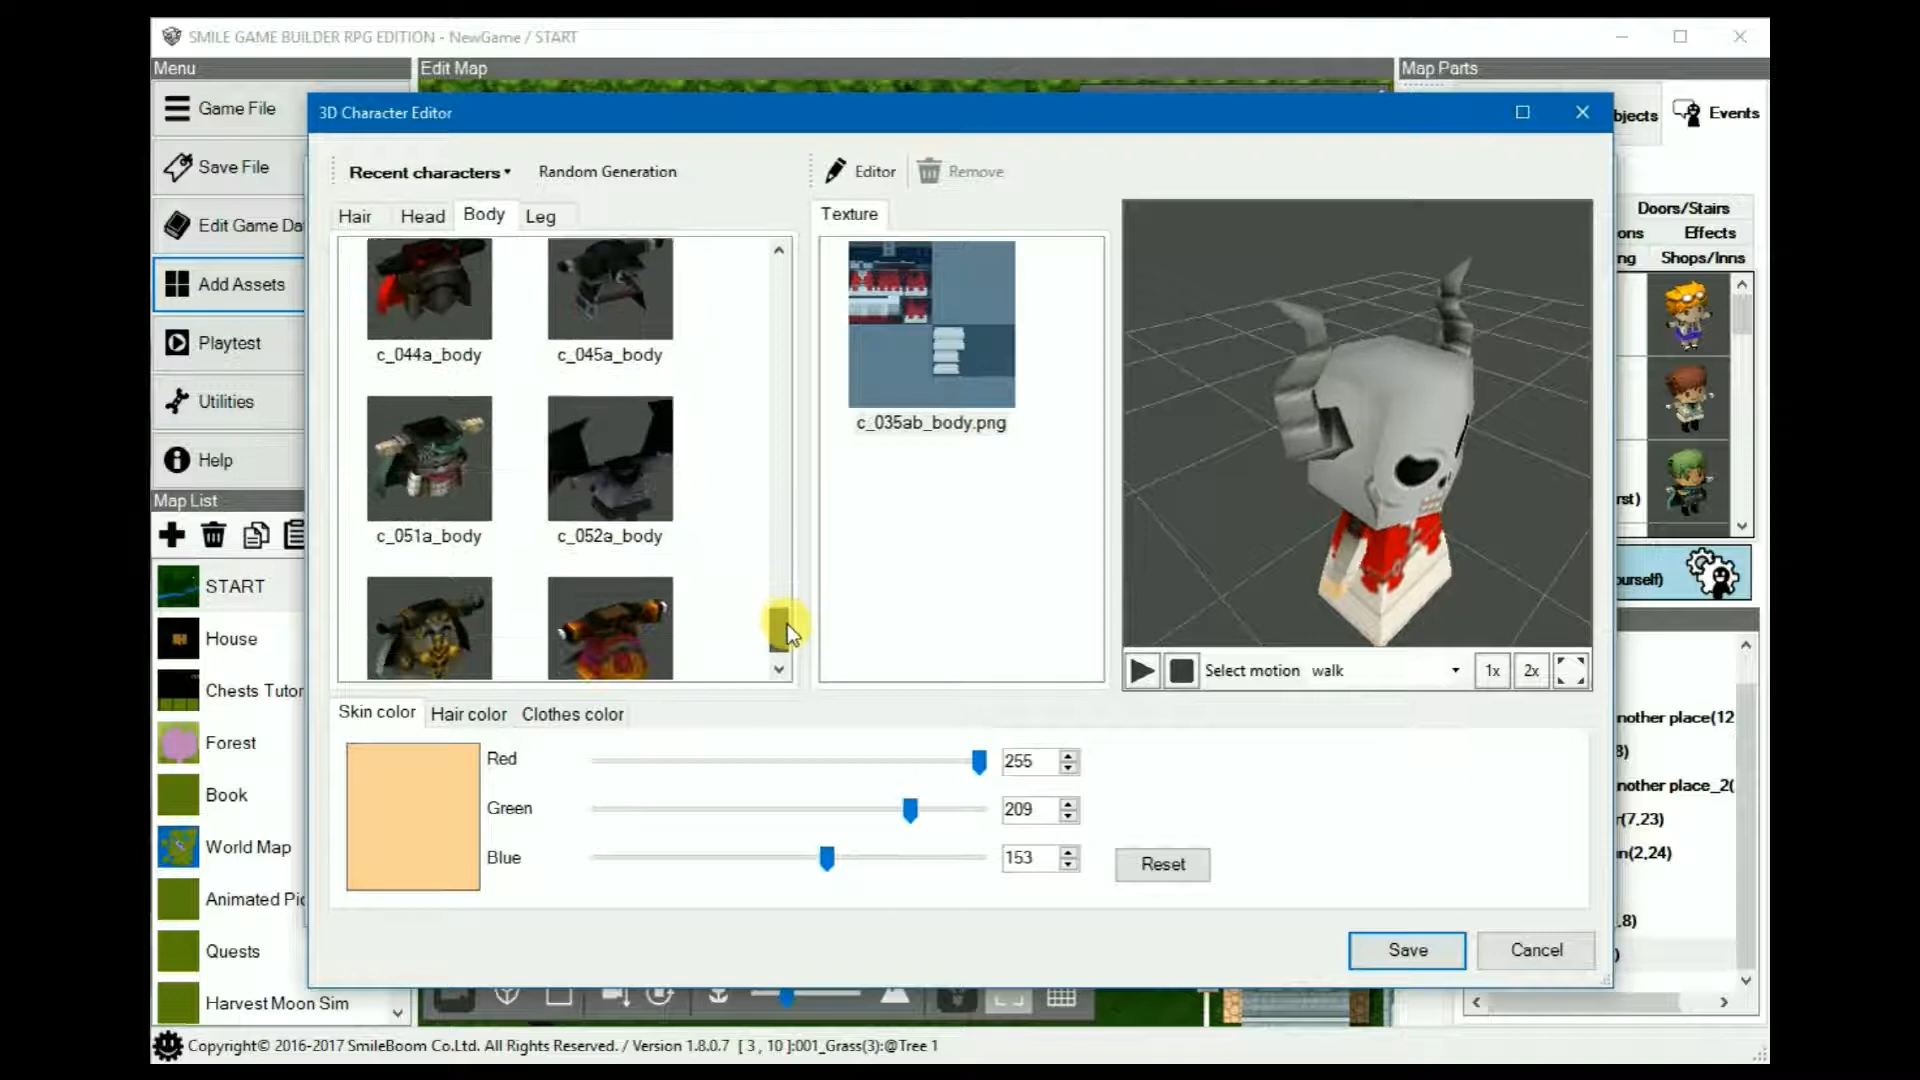 SMILE GAME BUILDER RPG EDITION - NewGame / START
Menu
Edit Map
Map Parts
Game File
3D Character Editor
bjects
Events
Save File
Recent characters
Random Generation
Editor
Remove
Edit Game Da
Hair
Head
Body
Leg
Texture
Doors/Stairs
ons
Effects
ng
Shops/Inns
Add Assets
Playtest
c_044a_body
c_045a_body
Utilities
c_035ab_body.png
Help
Map List
rst)
c_051a_body
c_052a_body
START
ourself)
House
Select motion
walk
1x
2x
Chests Tutor
Skin color
Hair color
Clothes color
nother place(12
Forest
Red
255
3)
nother place_2(
Book
Green
209
r(7,23)
World Map
Blue
153
Reset
n(2,24)
Animated Pic
,8)
Quests
Save
Cancel
)
Harvest Moon Sim
Copyright© 2016-2017 SmileBoom Co.Ltd. All Rights Reserved. / Version 1.8.0.7 [ 3 , 10 ]:001_Grass(3):@Tree 1